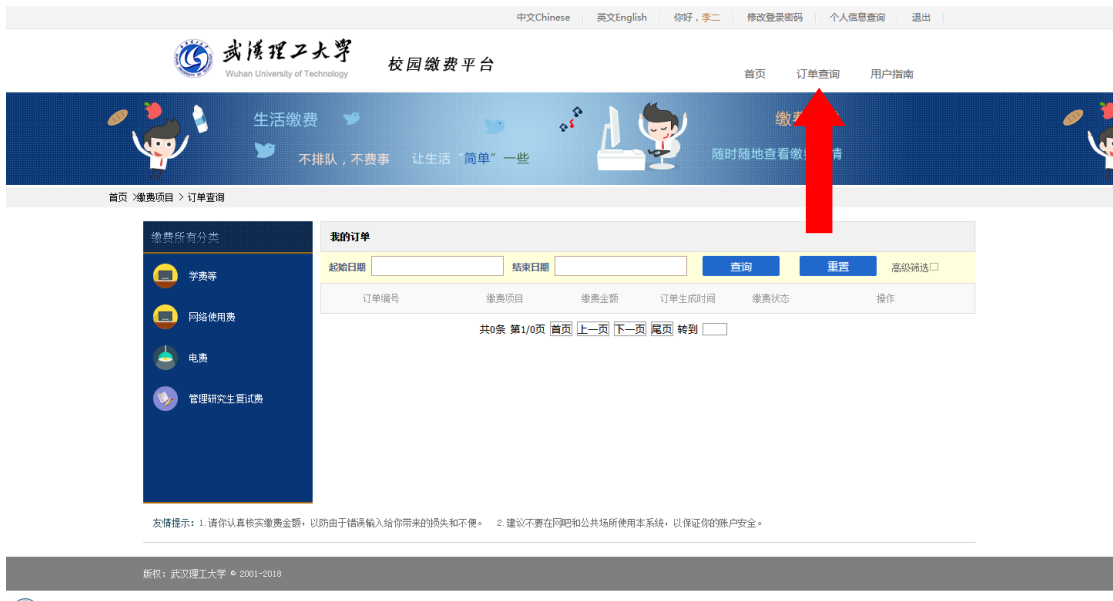 中文Chinese 英文English 你好，李二 修改登录密码 个人信息查询 退出
武汉理工大学
Wuhan University of Technology
校园缴费平台
首页 订单查询 用户指南
生活缴费
不排队，不费事 让生活“简单”一些
缴
随时随地查看缴 情
首页 >缴费项目 > 订单查询
缴费所有分类
学费等
网络使用费
电费
管理研究生复试费
我的订单
起始日期 结束日期 查询 重置 高级筛选
订单编号 缴费项目 缴费金额 订单生成时间 缴费状态 操作
共0条 第1/0页 首页 上一页 下一页 尾页 转到
友情提示：1.请你认真核实缴费金额，以防由于错误输入给你带来的损失和不便。 2.建议不要在网吧和公共场所使用本系统，以保证你的账户安全。
版权：武汉理工大学 © 2001-2018